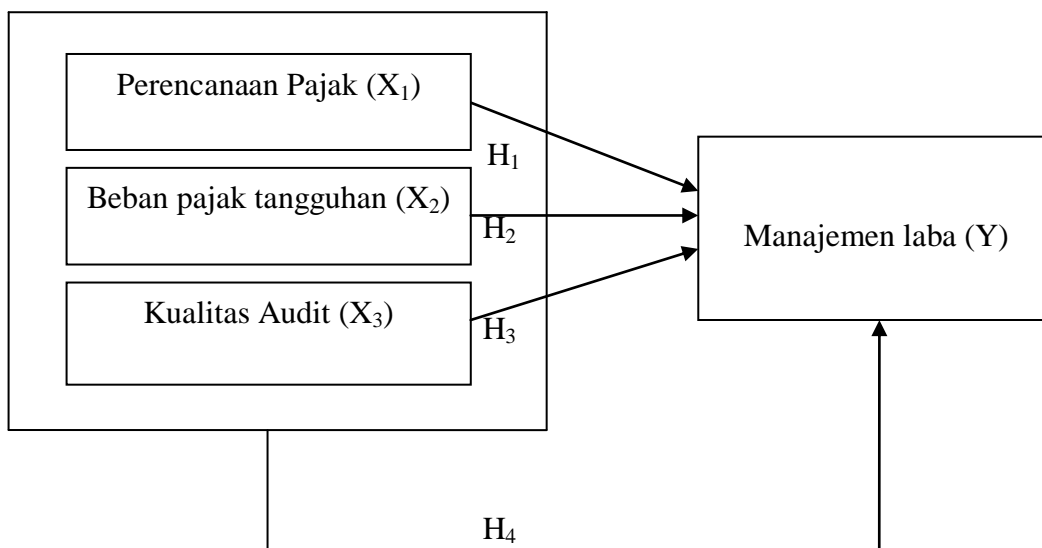 Perencanaan Pajak (X₁)
H₁
Beban pajak tangguhan (X₂)
H₂
Manajemen laba (Y)
Kualitas Audit (X₃)
H₃
H₄